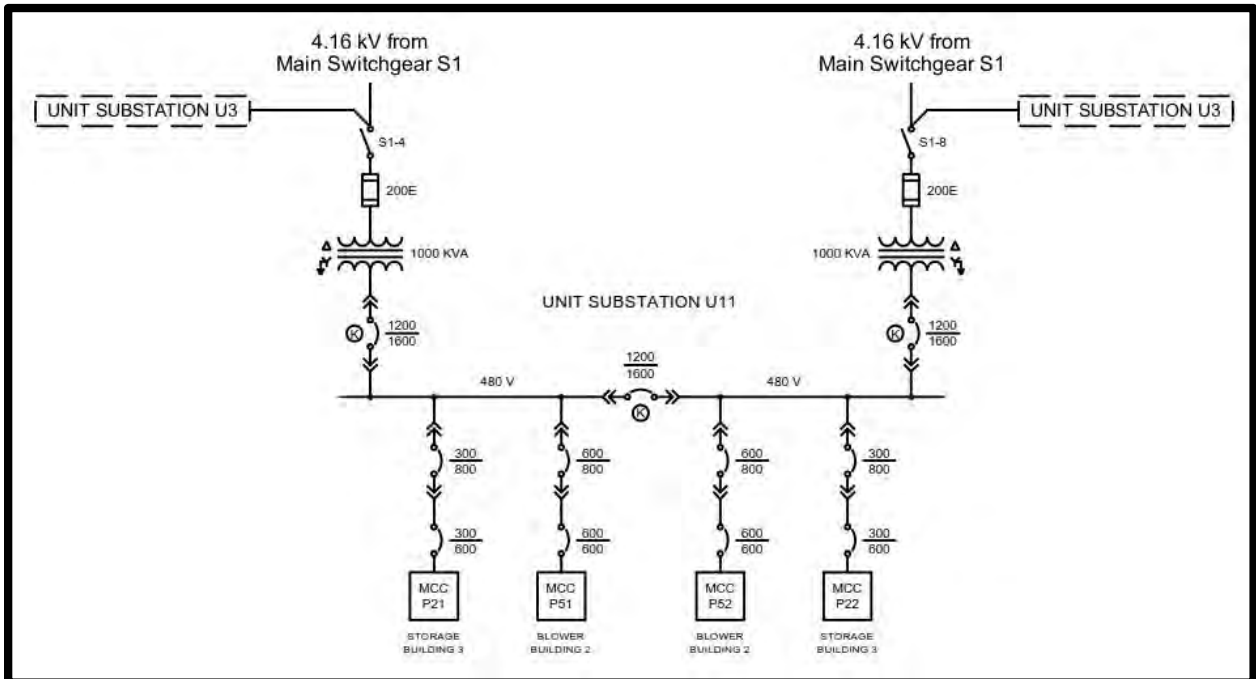 4.16 kV from
Main Switchgear S1
4.16 kV from
Main Switchgear S1
UNIT SUBSTATION U3
UNIT SUBSTATION U3
S1-4
S1-8
200E
200E
1000 KVA
1000 KVA
UNIT SUBSTATION U11
K
1200
1600
K
1200
1600
1200
1600
480 V
480 V
K
300
800
600
800
600
800
300
800
300
600
600
600
600
600
300
600
MCC
P21
MCC
P51
MCC
P52
MCC
P22
STORAGE
BUILDING 3
BLOWER
BUILDING 2
BLOWER
BUILDING 2
STORAGE
BUILDING 3